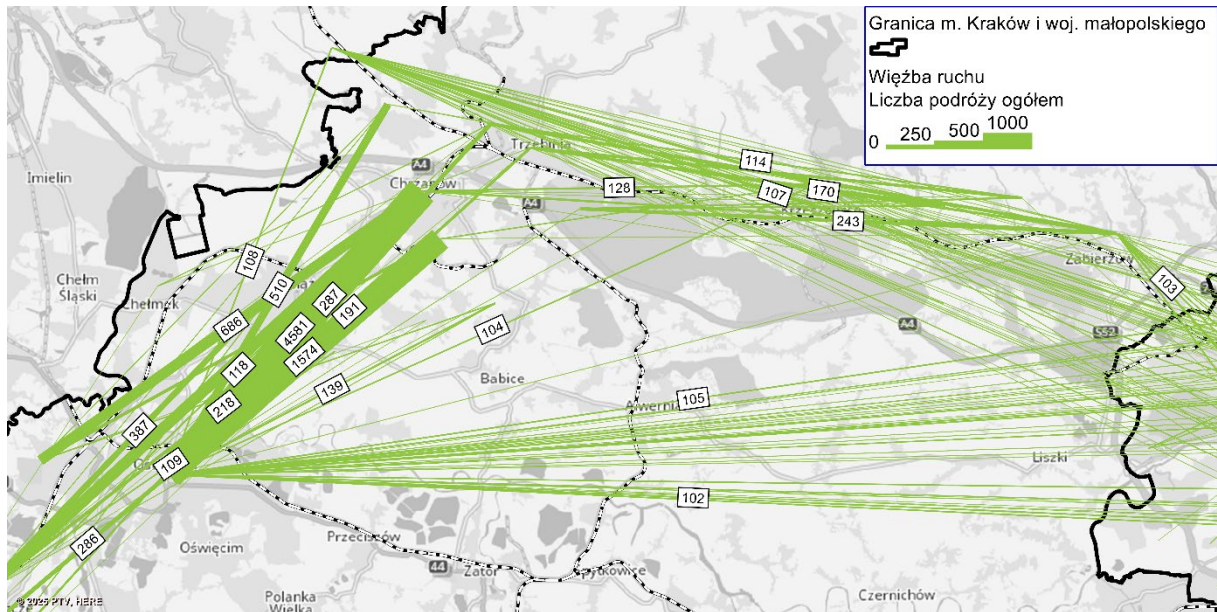 Granica m. Kraków i woj. małopolskiego
Więźba ruchu
Liczba podróży ogółem
0 250 500 1000
Imielin
Trzebinia
A4
Chrzanów
114
128
107
170
A4
243
Zabierzów
103
Chełm
Śląski
Chełmek
108
510
287
191
686
4581
1574
118
104
A4
S52
139
Babice
105
Alwernia
218
387
109
Liszki
102
286
Oświęcim
Przeciszów
44
Zator
Spytkowice
Polanka
Wielka
Czernichów
© 2025 PTV, HERE